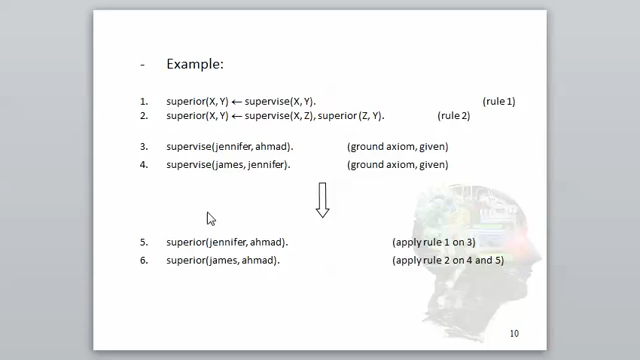 - Example:
1. superior(X, Y) ← supervise(X, Y). (rule 1)
2. superior(X, Y) ← supervise(X, Z), superior (Z, Y). (rule 2)
3. supervise(jennifer, ahmad). (ground axiom, given)
4. supervise(james, jennifer). (ground axiom, given)
5. superior(jennifer, ahmad). (apply rule 1 on 3)
6. superior(james, ahmad). (apply rule 2 on 4 and 5)
10